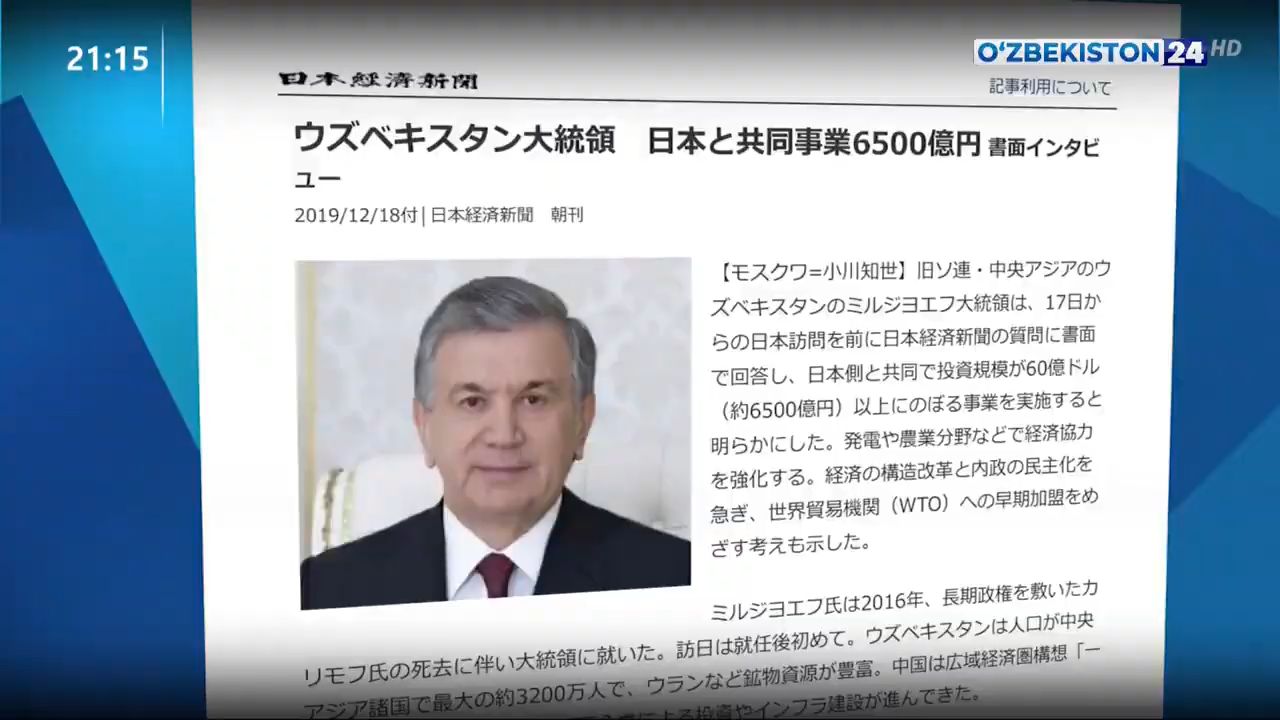 21:15
O‘ZBEKISTON 24 HD
日本経済新聞
記事利用について
ウズベキスタン大統領　日本と共同事業6500億円 書面インタビ
ュー
2019/12/18付 | 日本経済新聞　朝刊
【モスクワ=小川知世】旧ソ連・中央アジアのウ
ズベキスタンのミルジヨエフ大統領は、17日か
らの日本訪問を前に日本経済新聞の質問に書面
で回答し、日本側と共同で投資規模が60億ドル
（約6500億円）以上にのぼる事業を実施すると
明らかにした。発電や農業分野などで経済協力
を強化する。経済の構造改革と内政の民主化を
急ぎ、世界貿易機関（WTO）への早期加盟をめ
ざす考えも示した。
ミルジヨエフ氏は2016年、長期政権を敷いたカ
リモフ氏の死去に伴い大統領に就いた。訪日は就任後初めて。ウズベキスタンは人口が中央
アジア諸国で最大の約3200万人で、ウランなど鉱物資源が豊富。中国は広域経済圏構想「一
による投資やインフラ建設が進んできた。